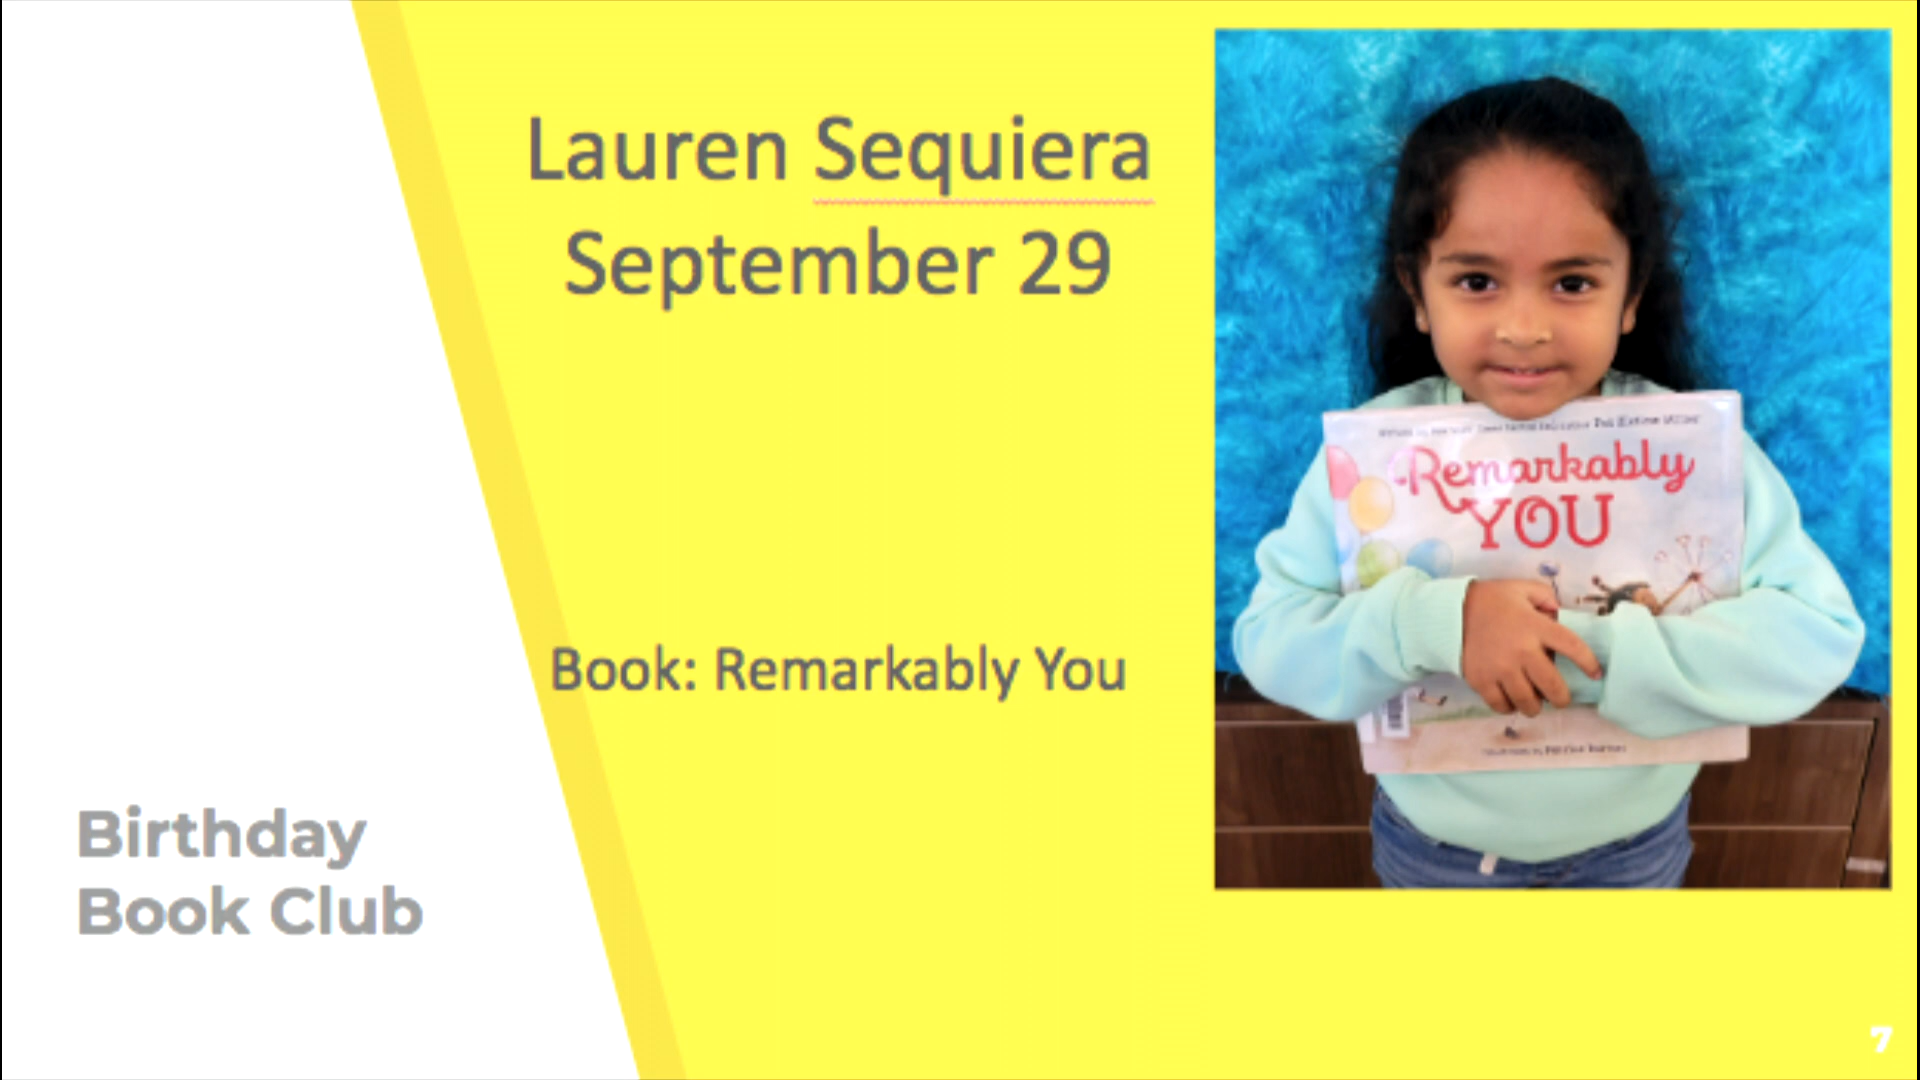 Lauren Sequiera
September 29
Book: Remarkably You
Birthday
Book Club
Remarkably
YOU
7